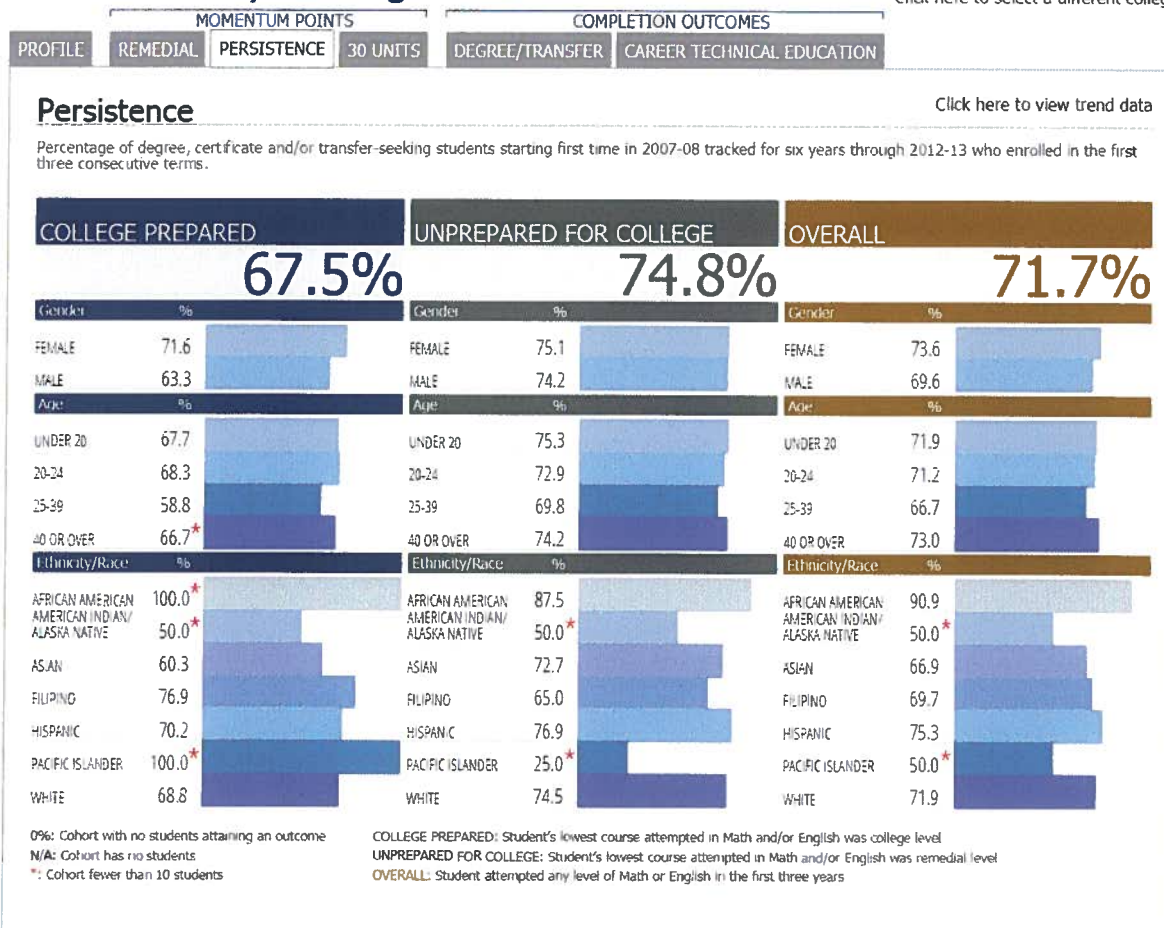 Click here to select a different colleg
MOMENTUM POINTS COMPLETION OUTCOMES
PROFILE REMEDIAL PERSISTENCE 30 UNITS DEGREE/TRANSFER CAREER TECHNICAL EDUCATION
Persistence Click here to view trend data
Percentage of degree, certificate and/or transfer-seeking students starting first time in 2007-08 tracked for six years through 2012-13 who enrolled in the first
three consecutive terms.
COLLEGE PREPARED UNPREPARED FOR COLLEGE OVERALL
67.5% 74.8% 71.7%
Gender % Gender % Gender %
FEMALE 71.6 FEMALE 75.1 FEMALE 73.6
MALE 63.3 MALE 74.2 MALE 69.6
Age % Age % Age %
UNDER 20 67.7 UNDER 20 75.3 UNDER 20 71.9
20-24 68.3 20-24 72.9 20-24 71.2
25-39 58.8 25-39 69.8 25-39 66.7
40 OR OVER 66.7* 40 OR OVER 74.2 40 OR OVER 73.0
Ethnicity/Race % Ethnicity/Race % Ethnicity/Race %
AFRICAN AMERICAN 100.0* AFRICAN AMERICAN 87.5 AFRICAN AMERICAN 90.9
AMERICAN INDIAN/ AMERICAN INDIAN/ AMERICAN INDIAN/
ALASKA NATIVE 50.0* ALASKA NATIVE 50.0* ALASKA NATIVE 50.0*
ASIAN 60.3 ASIAN 72.7 ASIAN 66.9
FILIPINO 76.9 FILIPINO 65.0 FILIPINO 69.7
HISPANIC 70.2 HISPANIC 76.9 HISPANIC 75.3
PACIFIC ISLANDER 100.0* PACIFIC ISLANDER 25.0* PACIFIC ISLANDER 50.0*
WHITE 68.8 WHITE 74.5 WHITE 71.9
0%: Cohort with no students attaining an outcome COLLEGE PREPARED: Student's lowest course attempted in Math and/or English was college level
N/A: Cohort has no students UNPREPARED FOR COLLEGE: Student's lowest course attempted in Math and/or English was remedial level
*: Cohort fewer than 10 students OVERALL: Student attempted any level of Math or English in the first three years